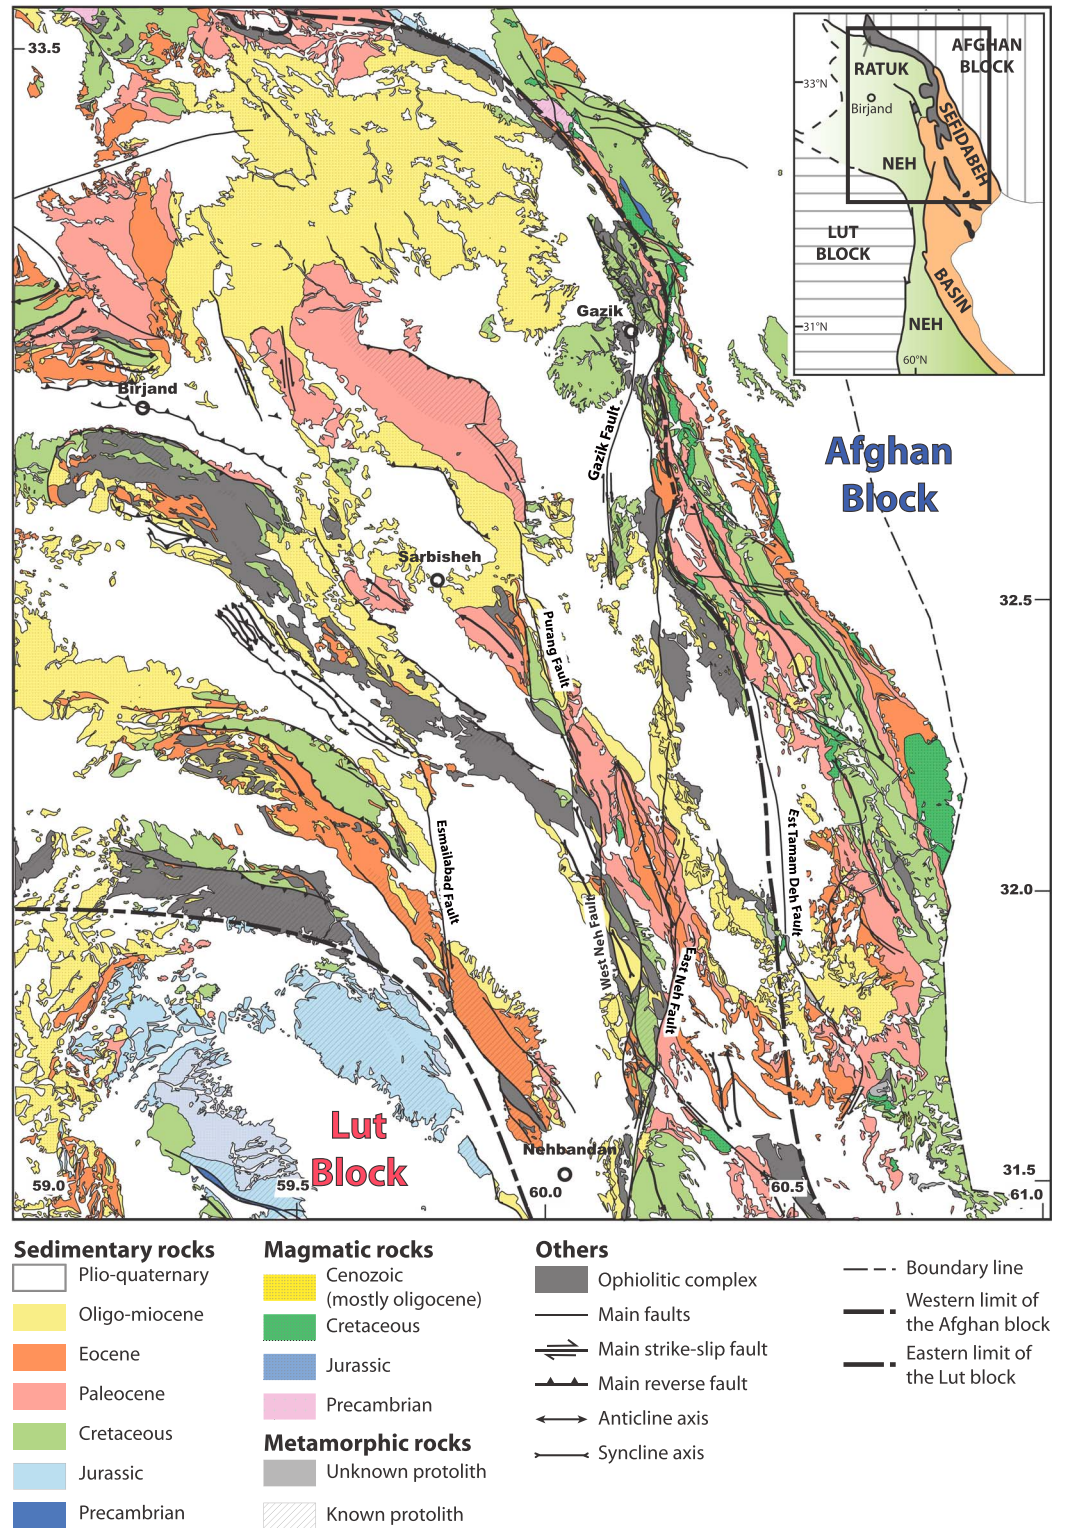 33.5
AFGHAN
BLOCK
RATUK
33°N
Birjand
SEFIDABEH
NEH
LUT
BLOCK
BASIN
31°N
NEH
60°N
Gazik
Birjand
Gazik Fault
Afghan
Block
Sarbisheh
32.5
Purang Fault
Esmailabad Fault
Est Tamam Deh Fault
32.0
West Neh Fault
East Neh Fault
Lut
Block
Nehbandan
31.5
59.0
59.5
60.0
60.5
61.0
Sedimentary rocks
Plio-quaternary
Oligo-miocene
Eocene
Paleocene
Cretaceous
Jurassic
Precambrian
Magmatic rocks
Cenozoic
(mostly oligocene)
Cretaceous
Jurassic
Precambrian
Metamorphic rocks
Unknown protolith
Known protolith
Others
Ophiolitic complex
Main faults
Main strike-slip fault
Main reverse fault
Anticline axis
Syncline axis
Boundary line
Western limit of
the Afghan block
Eastern limit of
the Lut block